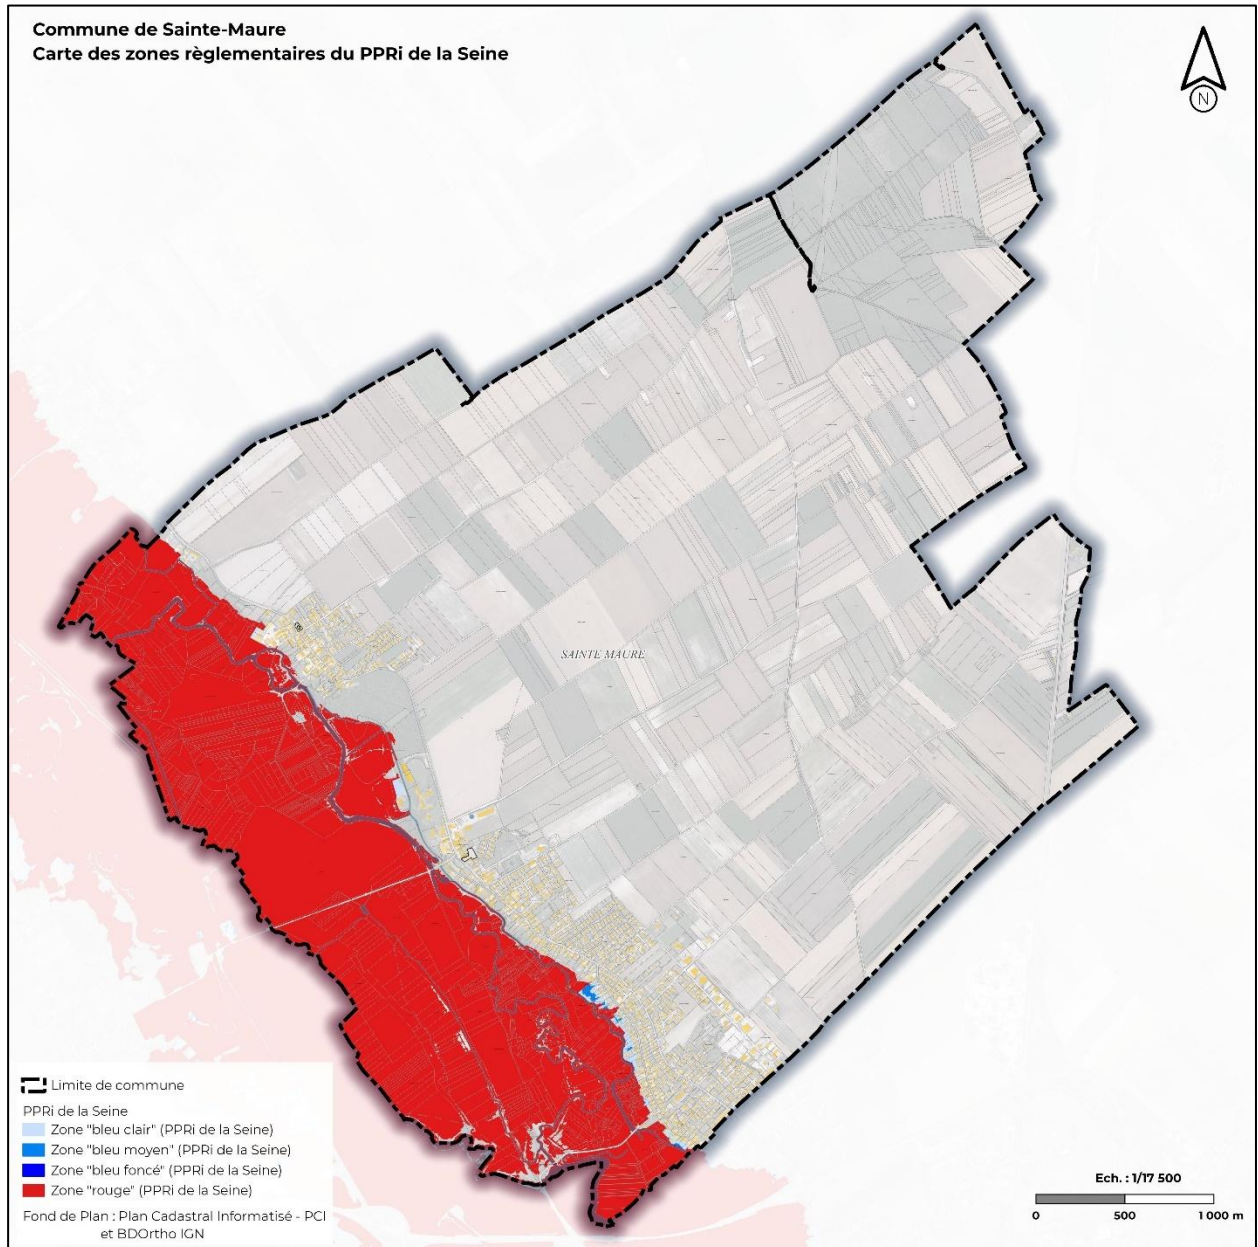 Commune de Sainte-Maure
Carte des zones règlementaires du PPRi de la Seine
N
SAINTE MAURE
Limite de commune
PPRi de la Seine
Zone "bleu clair" (PPRi de la Seine)
Zone "bleu moyen" (PPRi de la Seine)
Zone "bleu foncé" (PPRi de la Seine)
Zone "rouge" (PPRi de la Seine)
Fond de Plan : Plan Cadastral Informatisé - PCI
et BDOrtho IGN
Ech. : 1/17 500
0 500 1 000 m